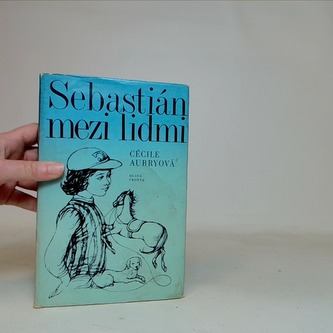 Sebastián
mezi lidmi
CÉCILE
AUBRYOVÁ
MLADÁ
FRONTA